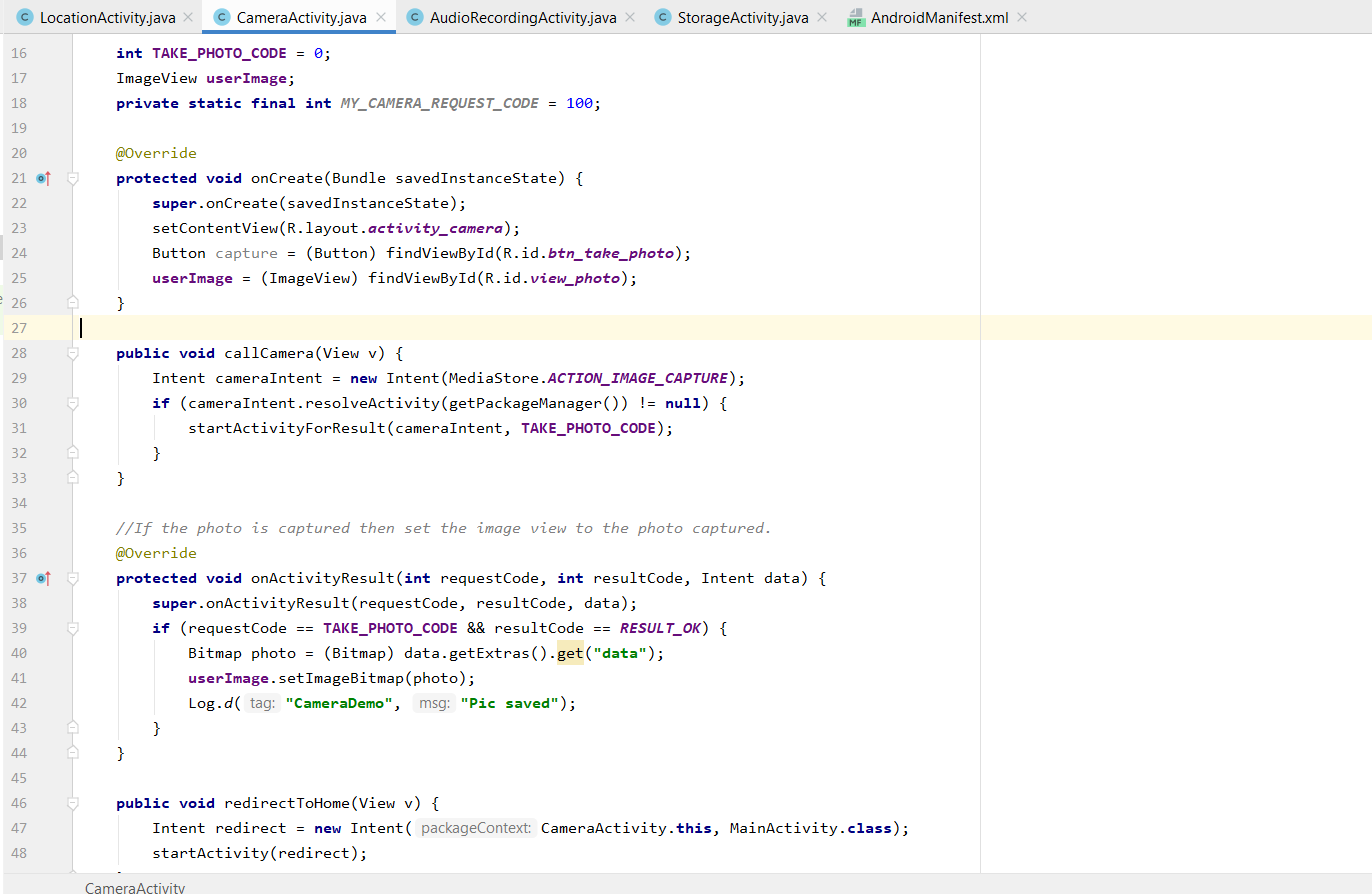 LocationActivity.java CameraActivity.java AudioRecordingActivity.java StorageActivity.java MF AndroidManifest.xml
16 int TAKE_PHOTO_CODE = 0;
17 ImageView userImage;
18 private static final int MY_CAMERA_REQUEST_CODE = 100;
19
20 @Override
21 protected void onCreate(Bundle savedInstanceState) {
22 super.onCreate(savedInstanceState);
23 setContentView(R.layout.activity_camera);
24 Button capture = (Button) findViewById(R.id.btn_take_photo);
25 userImage = (ImageView) findViewById(R.id.view_photo);
26 }
27
28 public void callCamera(View v) {
29 Intent cameraIntent = new Intent(MediaStore.ACTION_IMAGE_CAPTURE);
30 if (cameraIntent.resolveActivity(getPackageManager()) != null) {
31 startActivityForResult(cameraIntent, TAKE_PHOTO_CODE);
32 }
33 }
34
35 //If the photo is captured then set the image view to the photo captured.
36 @Override
37 protected void onActivityResult(int requestCode, int resultCode, Intent data) {
38 super.onActivityResult(requestCode, resultCode, data);
39 if (requestCode == TAKE_PHOTO_CODE && resultCode == RESULT_OK) {
40 Bitmap photo = (Bitmap) data.getExtras().get("data");
41 userImage.setImageBitmap(photo);
42 Log.d( tag: "CameraDemo", msg: "Pic saved");
43 }
44 }
45
46 public void redirectToHome(View v) {
47 Intent redirect = new Intent( packageContext: CameraActivity.this, MainActivity.class);
48 startActivity(redirect);
CameraActivity